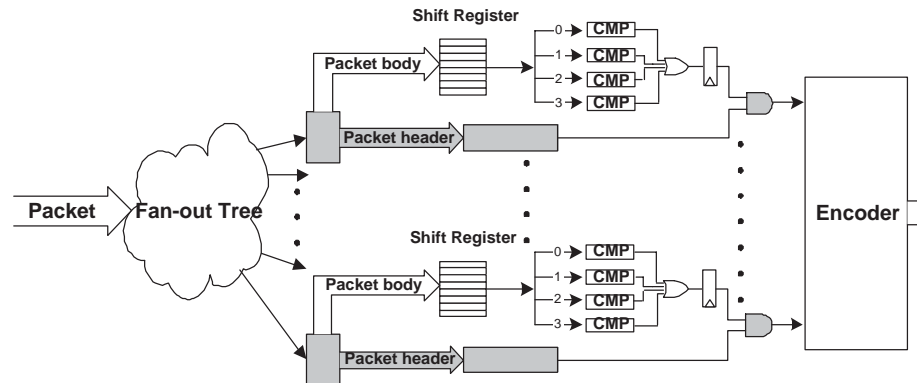 Shift Register
0 CMP
1 CMP
2 CMP
3 CMP
Packet body
Packet header
Packet
Fan-out Tree
Encoder
Shift Register
0 CMP
1 CMP
2 CMP
3 CMP
Packet body
Packet header